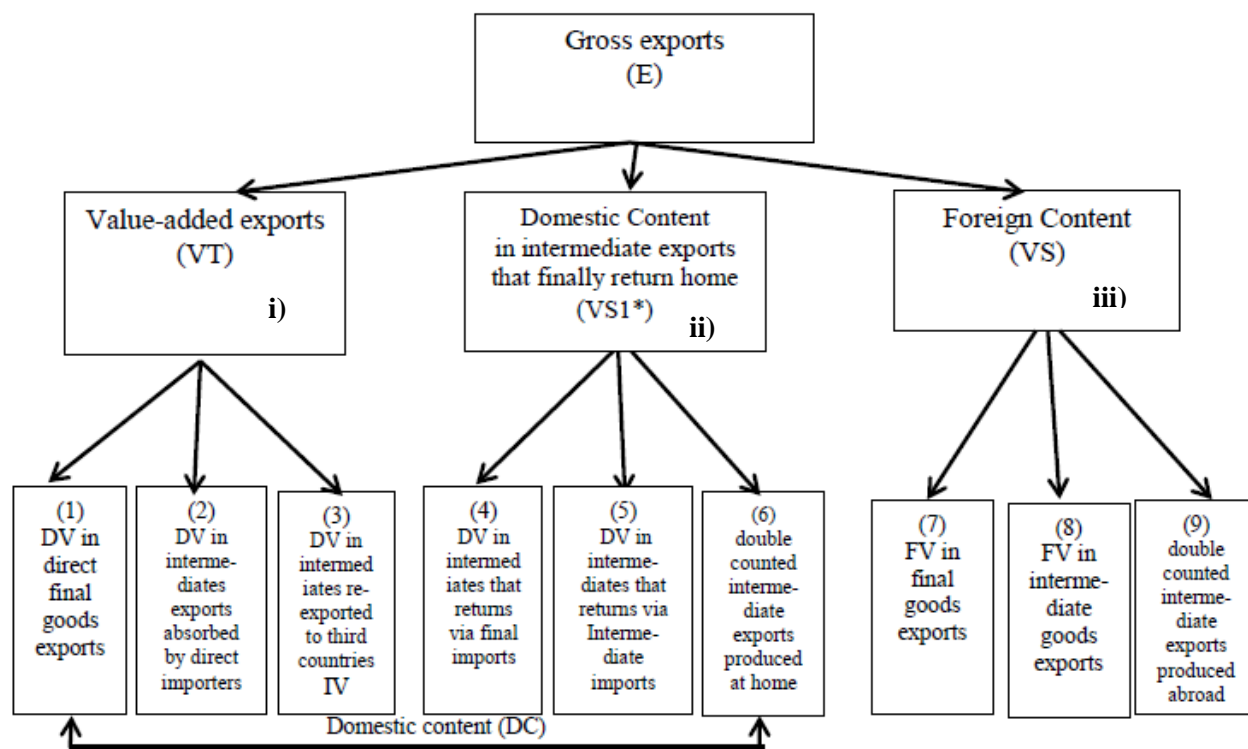 Gross exports
(E)
Value-added exports
(VT)
i)
Domestic Content
in intermediate exports
that finally return home
(VS1*)
ii)
Foreign Content
(VS)
iii)
(1)
DV in
direct
final
goods
exports
(2)
DV in
interme-
diates
exports
absorbed
by direct
importers
(3)
DV in
intermed
iates re-
exported
to third
countries
IV
(4)
DV in
intermed
iates that
returns
via final
imports
(5)
DV in
interme-
diates that
returns via
Interme-
diate
imports
(6)
double
counted
interme-
diate
exports
produced
at home
(7)
FV in
final
goods
exports
(8)
FV in
interme-
diate
goods
exports
(9)
double
counted
interme-
diate
exports
produced
abroad
Domestic content (DC)